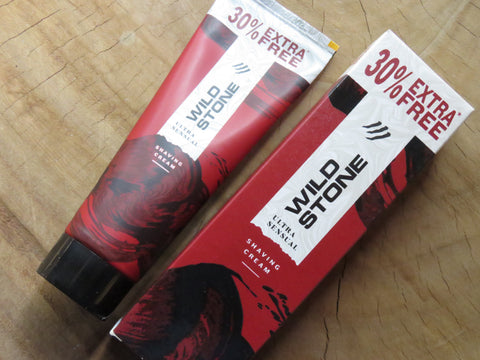 30% EXTRA
FREE
WILD
STONE
ULTRA
SENSUAL
SHAVING
CREAM
30% EXTRA*
FREE
WILD
STONE
ULTRA
SENSUAL
SHAVING
CREAM